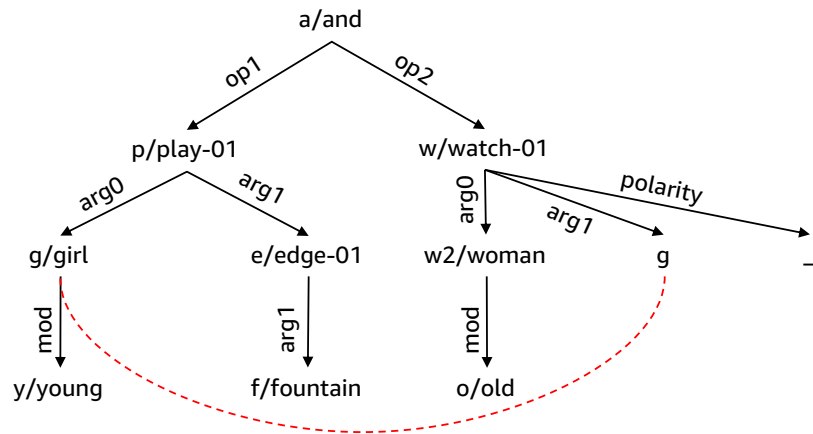 a/and
op1 op2
p/play-01 w/watch-01
arg0 arg1 arg0 arg1 polarity
g/girl e/edge-01 w2/woman g _
mod arg1 mod
y/young f/fountain o/old